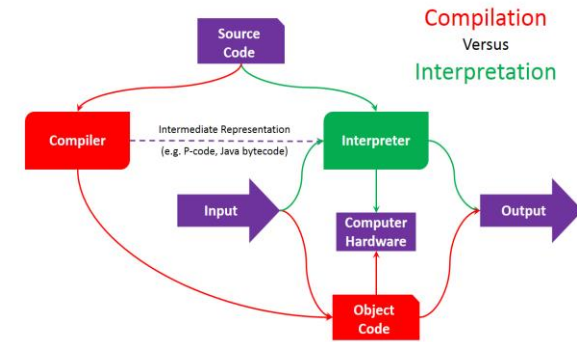 Compilation
Versus
Interpretation
Source
Code
Compiler
Intermediate Representation
(e.g. P-code, Java bytecode)
Interpreter
Input
Computer
Hardware
Output
Object
Code